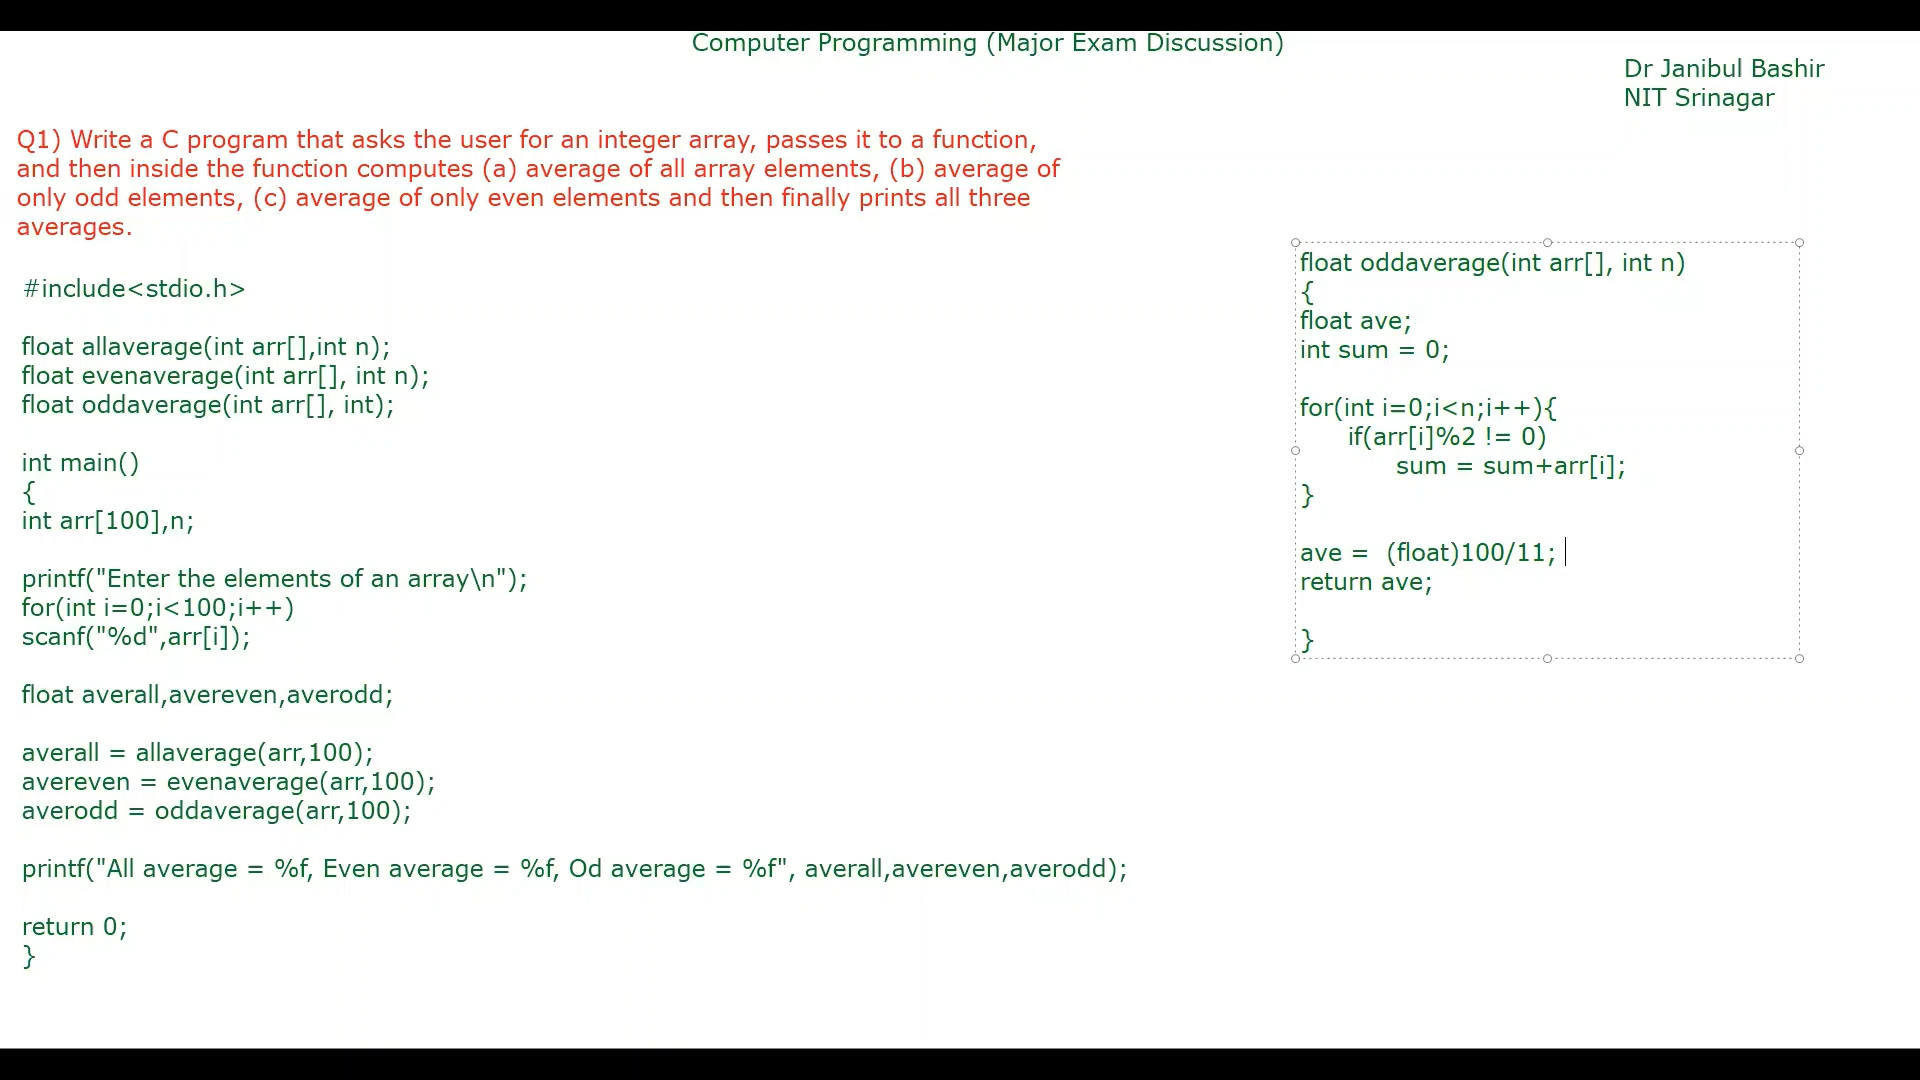 Computer Programming (Major Exam Discussion)
Dr Janibul Bashir
NIT Srinagar
Q1) Write a C program that asks the user for an integer array, passes it to a function,
and then inside the function computes (a) average of all array elements, (b) average of
only odd elements, (c) average of only even elements and then finally prints all three
averages.
#include<stdio.h>
float allaverage(int arr[],int n);
float evenaverage(int arr[], int n);
float oddaverage(int arr[], int);
int main()
{
int arr[100],n;
printf("Enter the elements of an array\n");
for(int i=0;i<100;i++)
scanf("%d",arr[i]);
float averall,avereven,averodd;
averall = allaverage(arr,100);
avereven = evenaverage(arr,100);
averodd = oddaverage(arr,100);
printf("All average = %f, Even average = %f, Od average = %f", averall,avereven,averodd);
return 0;
}
float oddaverage(int arr[], int n)
{
float ave;
int sum = 0;
for(int i=0;i<n;i++){
if(arr[i]%2 != 0)
sum = sum+arr[i];
}
ave =  (float)100/11;
return ave;
}